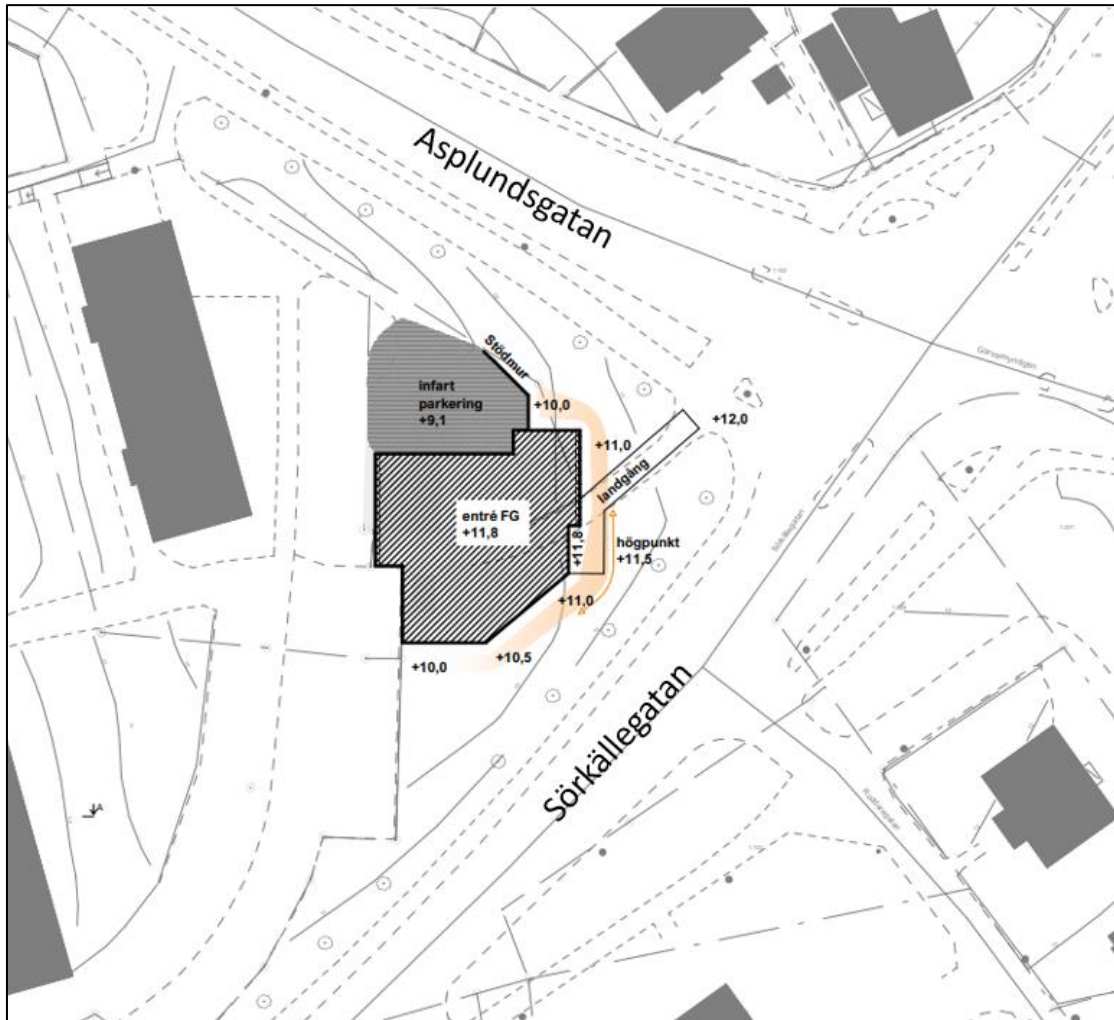 Asplundsgatan
Stödmur
infart
parkering
+9,1
+10,0
+12,0
+11,0
landgång
entré FG
+11,8
+11,8
högpunkt
+11,5
+11,0
+10,0
+10,5
Sörkällegatan
Sörkällegatan
A